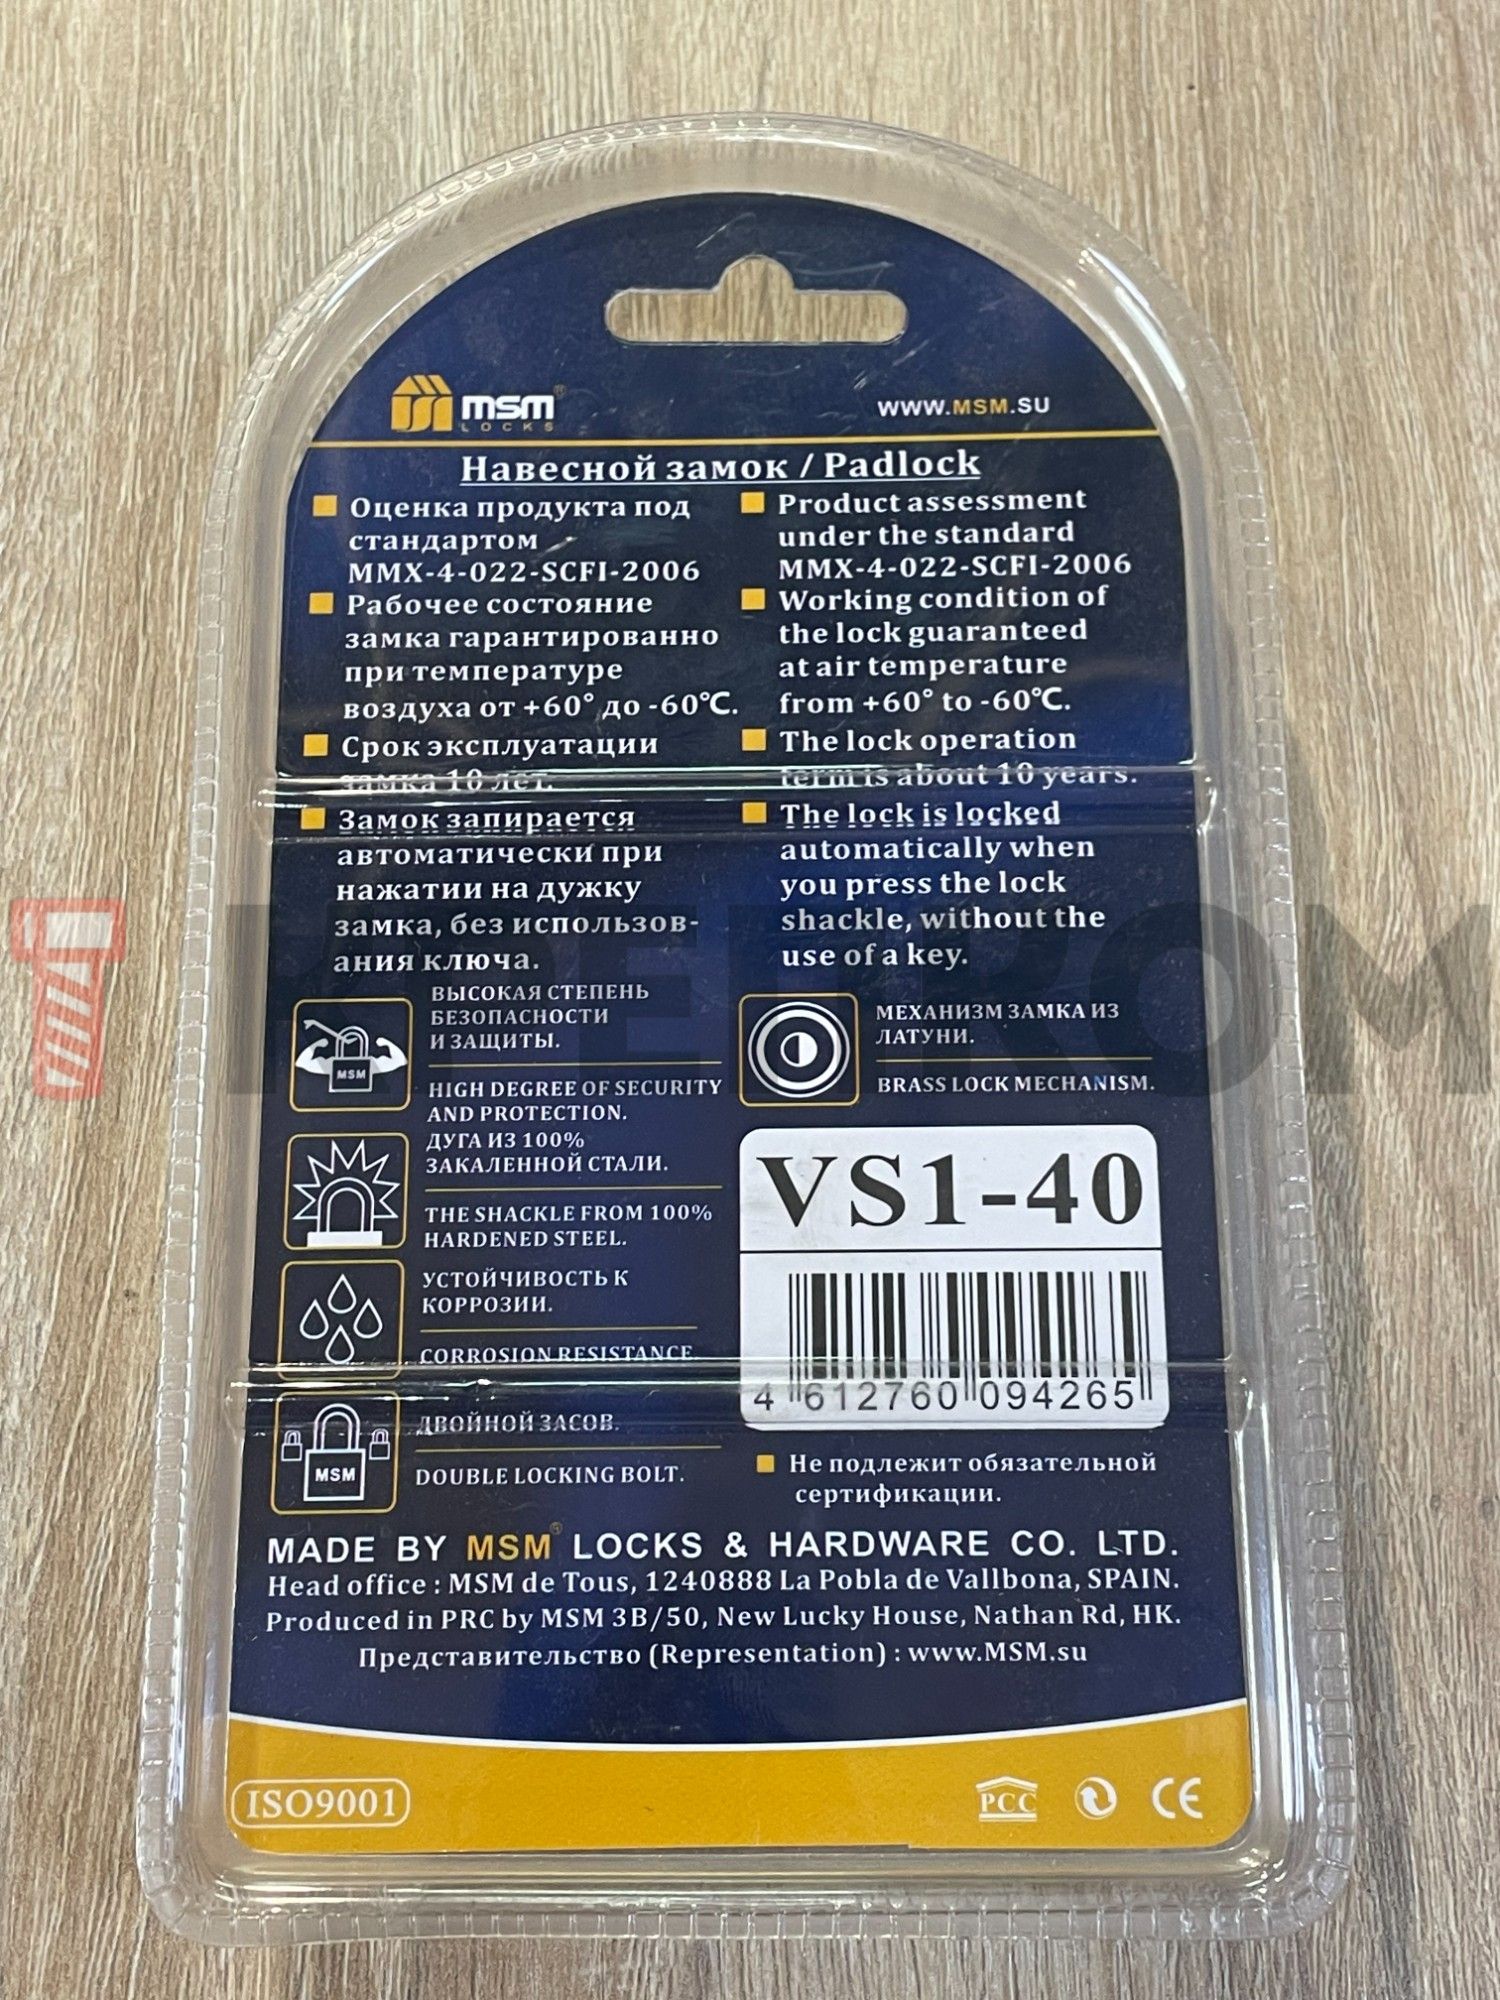 msm®
LOCKS
WWW.MSM.SU
Навесной замок / Padlock
Оценка продукта под
стандартом
MMX-4-022-SCFI-2006
Рабочее состояние
замка гарантированно
при температуре
воздуха от +60° до -60℃.
Срок эксплуатации
замка 10 лет.
Замок запирается
автоматически при
нажатии на дужку
замка, без использов-
ания ключа.
Product assessment
under the standard
MMX-4-022-SCFI-2006
Working condition of
the lock guaranteed
at air temperature
from +60° to -60℃.
The lock operation
term is about 10 years.
The lock is locked
automatically when
you press the lock
shackle, without the
use of a key.
MSM
ВЫСОКАЯ СТЕПЕНЬ
БЕЗОПАСНОСТИ
И ЗАЩИТЫ.
HIGH DEGREE OF SECURITY
AND PROTECTION.
ДУГА ИЗ 100%
ЗАКАЛЕННОЙ СТАЛИ.
THE SHACKLE FROM 100%
HARDENED STEEL.
УСТОЙЧИВОСТЬ К
КОРРОЗИИ.
CORROSION RESISTANCE.
MSM
ДВОЙНОЙ ЗАСОВ.
DOUBLE LOCKING BOLT.
МЕХАНИЗМ ЗАМКА ИЗ
ЛАТУНИ.
BRASS LOCK MECHANISM.
VS1-40
4 612760 094265
Не подлежит обязательной
сертификации.
MADE BY MSM® LOCKS & HARDWARE CO. LTD.
Head office : MSM de Tous, 1240888 La Pobla de Vallbona, SPAIN.
Produced in PRC by MSM 3B/50, New Lucky House, Nathan Rd, HK.
Представительство (Representation) : www.MSM.su
ISO9001
PCC
CE